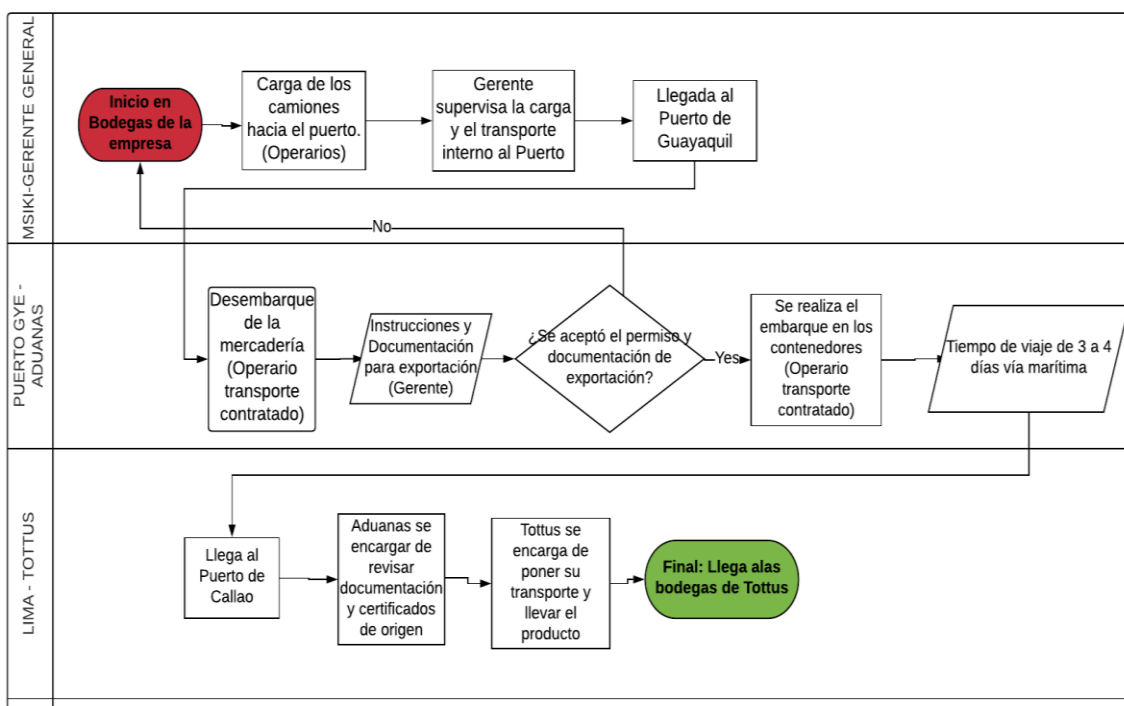 MSIKI-GERENTE GENERAL
Inicio en
Bodegas de la
empresa
Carga de los
camiones
hacia el puerto.
(Operarios)
Gerente
supervisa la carga
y el transporte
interno al Puerto
Llegada al
Puerto de
Guayaquil
No
PUERTO GYE -
ADUANAS
Desembarque
de la
mercadería
(Operario
transporte
contratado)
Instrucciones y
Documentación
para exportación
(Gerente)
¿Se aceptó el permiso y
documentación de
exportación?
Yes
Se realiza el
embarque en los
contenedores
(Operario
transporte
contratado)
Tiempo de viaje de 3 a 4
días vía marítima
LIMA - TOTTUS
Llega al
Puerto de
Callao
Aduanas se
encargar de
revisar
documentación
y certificados
de origen
Tottus se
encarga de
poner su
transporte y
llevar el
producto
Final: Llega alas
bodegas de Tottus